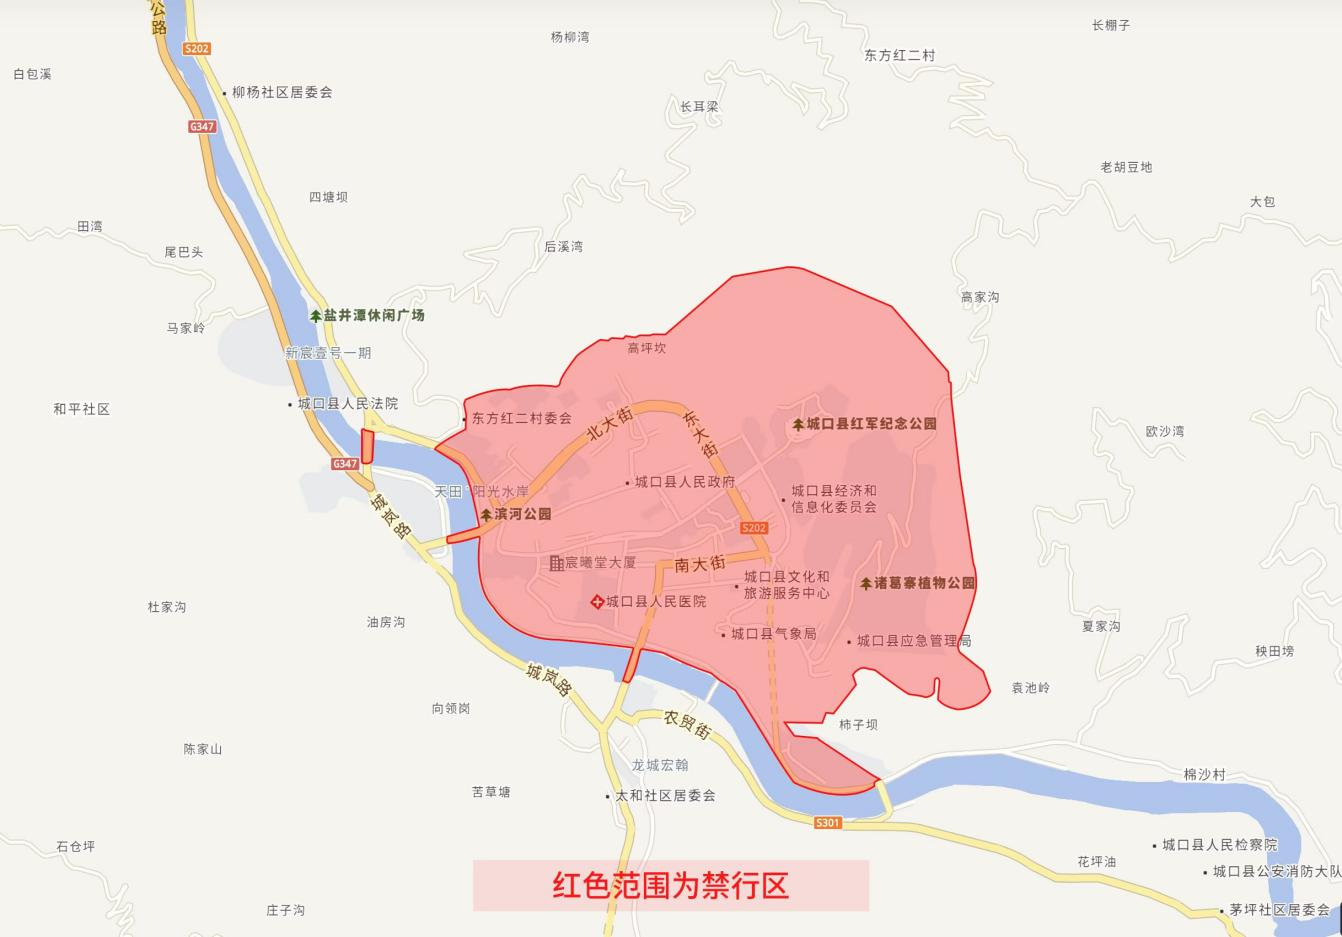 公路
S202
杨柳湾
长棚子
东方红二村
白包溪
柳杨社区居委会
长耳梁
G347
老胡豆地
四塘坝
大包
田湾
尾巴头
后溪湾
高家沟
盐井潭休闲广场
马家岭
新宸壹号一期
高坪坎
城口县人民法院
和平社区
东方红二村委会
北大街
东大街
城口县红军纪念公园
欧沙湾
G347
城口县人民政府
天田
阳光水岸
城口县经济和
信息化委员会
城岚路
滨河公园
S202
宸曦堂大厦
南大街
城口县文化和
旅游服务中心
诸葛寨植物公园
城口县人民医院
杜家沟
油房沟
城口县气象局
城口县应急管理局
夏家沟
秧田塝
城岚路
袁池岭
向领岗
农贸街
柿子坝
陈家山
龙城宏翰
棉沙村
苦草塘
太和社区居委会
S301
石仓坪
城口县人民检察院
花坪油
城口县公安消防大队
红色范围为禁行区
庄子沟
茅坪社区居委会